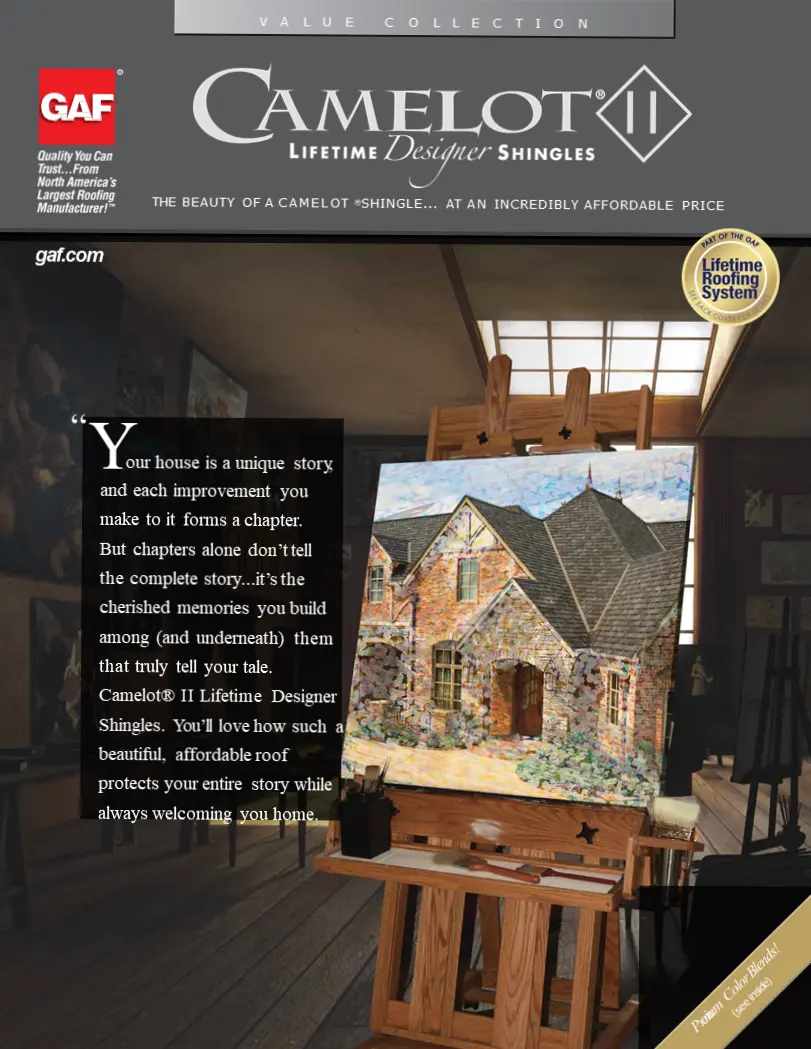 VALUE COLLECTION
GAF®
Quality You Can
Trust...From
North America's
Largest Roofing
Manufacturer!™
CAMELOT® II
LIFETIME Designer SHINGLES
THE BEAUTY OF A CAMELOT ®SHINGLE... AT AN INCREDIBLY AFFORDABLE PRICE
gaf.com
PART OF THE GAF
Lifetime
Roofing
System
“Your house is a unique story,
and each improvement you
make to it forms a chapter.
But chapters alone don't tell
the complete story...it's the
cherished memories you build
among (and underneath) them
that truly tell your tale.
Camelot® II Lifetime Designer
Shingles. You'll love how such a
beautiful, affordable roof
protects your entire story while
always welcoming you home.
Premium Color Blends!
(see inside)